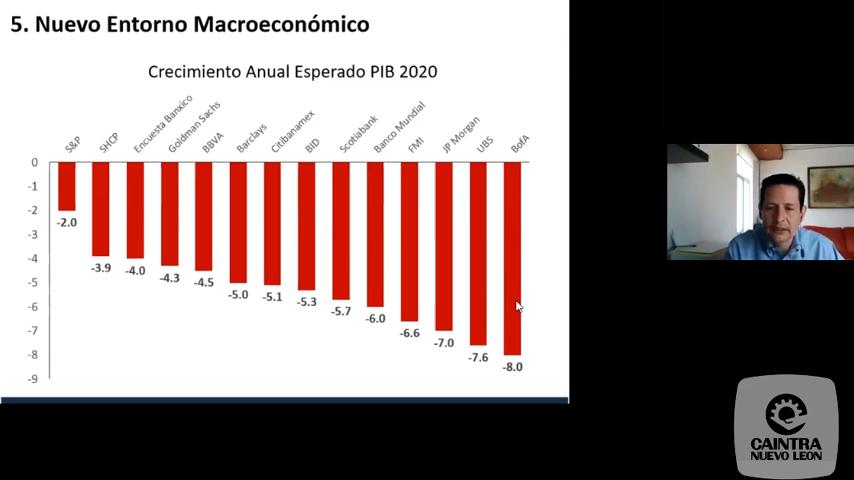 5. Nuevo Entorno Macroeconómico
Crecimiento Anual Esperado PIB 2020
S&P
SHCP
Encuesta Banxico
Goldman Sachs
BBVA
Barclays
Citibanamex
BID
Scotiabank
Banco Mundial
FMI
JP Morgan
UBS
BofA
0
-1
-2
-3
-4
-5
-6
-7
-8
-9
-2.0
-3.9
-4.0
-4.3
-4.5
-5.0
-5.1
-5.3
-5.7
-6.0
-6.6
-7.0
-7.6
-8.0
CAINTRA
NUEVO LEON